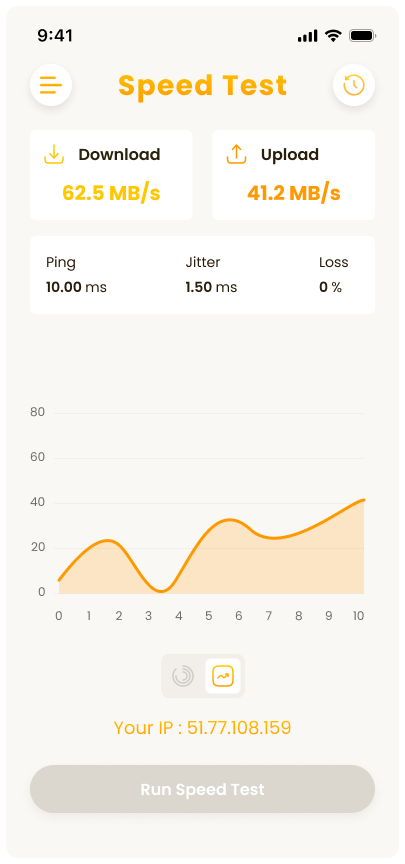 9:41
Speed Test
Download
62.5 MB/s
Upload
41.2 MB/s
Ping
10.00 ms
Jitter
1.50 ms
Loss
0 %
80
60
40
20
0
0 1 2 3 4 5 6 7 8 9 10
Your IP : 51.77.108.159
Run Speed Test